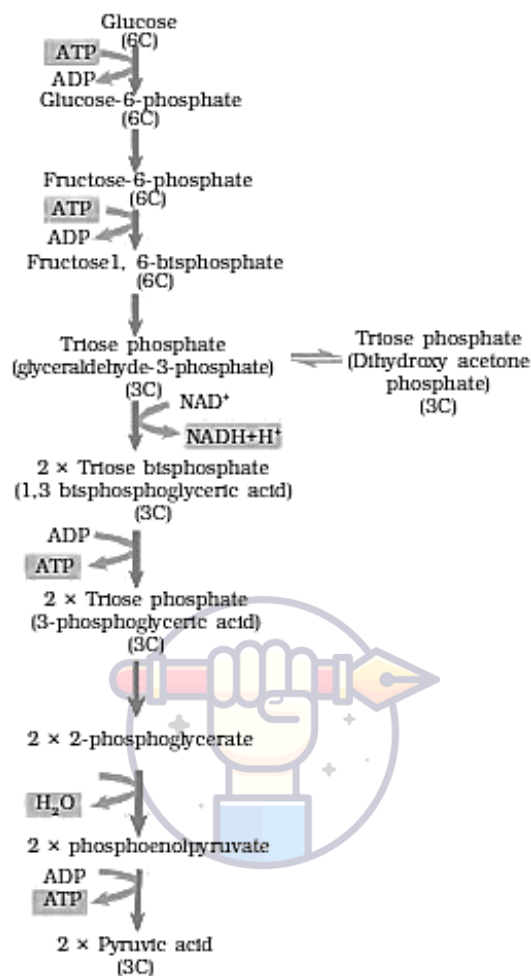 Glucose
(6C)
ATP
ADP
Glucose-6-phosphate
(6C)
Fructose-6-phosphate
(6C)
ATP
ADP
Fructose1, 6-bisphosphate
(6C)
Triose phosphate
(glyceraldehyde-3-phosphate)
(3C)
Triose phosphate
(Dihydroxy acetone
phosphate)
(3C)
NAD⁺
NADH+H⁺
2 × Triose bisphosphate
(1,3 bisphosphoglyceric acid)
(3C)
ADP
ATP
2 × Triose phosphate
(3-phosphoglyceric acid)
(3C)
2 × 2-phosphoglycerate
H₂O
2 × phosphoenolpyruvate
ADP
ATP
2 × Pyruvic acid
(3C)